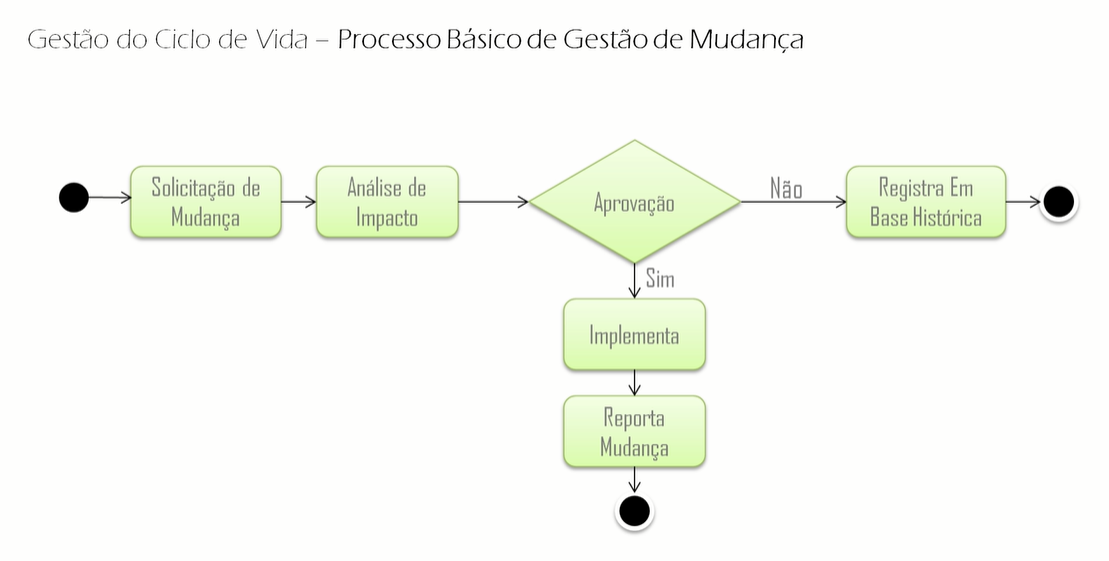 Gestão do Ciclo de Vida – Processo Básico de Gestão de Mudança
Solicitação de
Mudança
Análise de
Impacto
Aprovação
Não
Registra Em
Base Histórica
Sim
Implementa
Reporta
Mudança